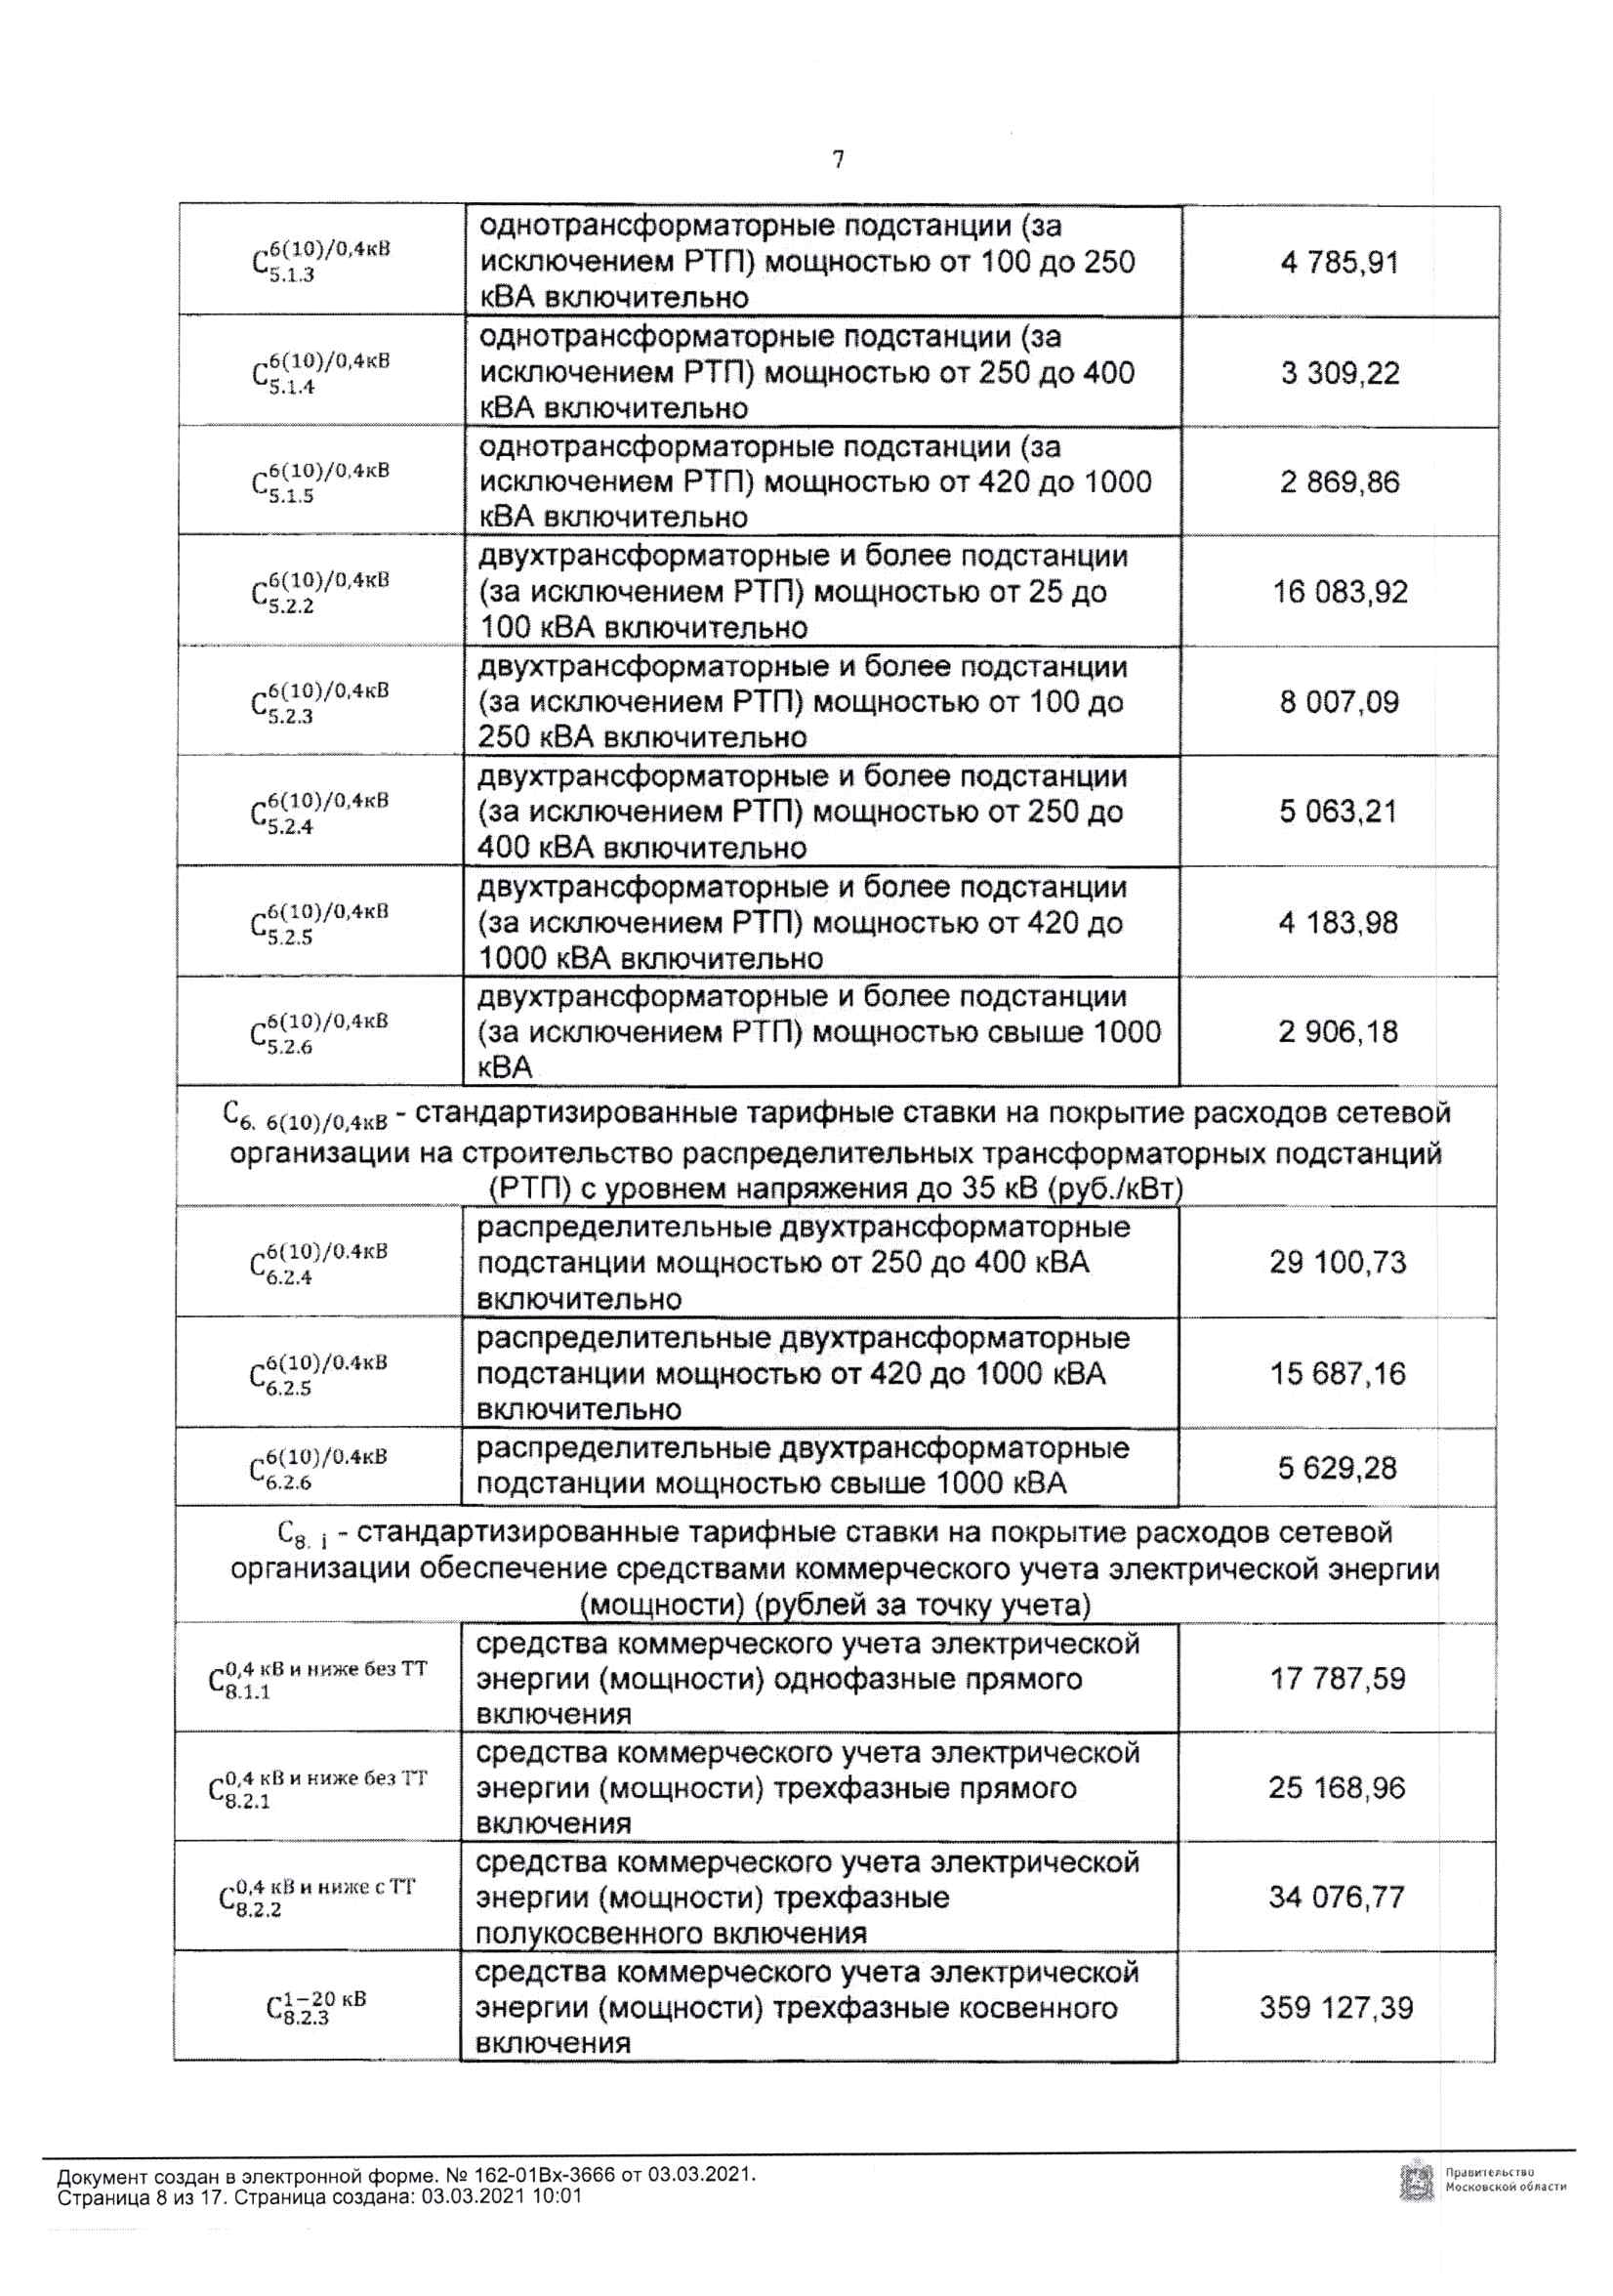 7
C 6(10)/0,4кВ 5.1.3
однотрансформаторные подстанции (за
исключением РТП) мощностью от 100 до 250
кВА включительно
4 785,91
C 6(10)/0,4кВ 5.1.4
однотрансформаторные подстанции (за
исключением РТП) мощностью от 250 до 400
кВА включительно
3 309,22
C 6(10)/0,4кВ 5.1.5
однотрансформаторные подстанции (за
исключением РТП) мощностью от 420 до 1000
кВА включительно
2 869,86
C 6(10)/0,4кВ 5.2.2
двухтрансформаторные и более подстанции
(за исключением РТП) мощностью от 25 до
100 кВА включительно
16 083,92
C 6(10)/0,4кВ 5.2.3
двухтрансформаторные и более подстанции
(за исключением РТП) мощностью от 100 до
250 кВА включительно
8 007,09
C 6(10)/0,4кВ 5.2.4
двухтрансформаторные и более подстанции
(за исключением РТП) мощностью от 250 до
400 кВА включительно
5 063,21
C 6(10)/0,4кВ 5.2.5
двухтрансформаторные и более подстанции
(за исключением РТП) мощностью от 420 до
1000 кВА включительно
4 183,98
C 6(10)/0,4кВ 5.2.6
двухтрансформаторные и более подстанции
(за исключением РТП) мощностью свыше 1000
кВА
2 906,18
C6. 6(10)/0,4кВ - стандартизированные тарифные ставки на покрытие расходов сетевой
организации на строительство распределительных трансформаторных подстанций
(РТП) с уровнем напряжения до 35 кВ (руб./кВт)
C 6(10)/0.4кВ 6.2.4
распределительные двухтрансформаторные
подстанции мощностью от 250 до 400 кВА
включительно
29 100,73
C 6(10)/0.4кВ 6.2.5
распределительные двухтрансформаторные
подстанции мощностью от 420 до 1000 кВА
включительно
15 687,16
C 6(10)/0.4кВ 6.2.6
распределительные двухтрансформаторные
подстанции мощностью свыше 1000 кВА
5 629,28
C8. i - стандартизированные тарифные ставки на покрытие расходов сетевой
организации обеспечение средствами коммерческого учета электрической энергии
(мощности) (рублей за точку учета)
C 0,4 кВ и ниже без ТТ 8.1.1
средства коммерческого учета электрической
энергии (мощности) однофазные прямого
включения
17 787,59
C 0,4 кВ и ниже без ТТ 8.2.1
средства коммерческого учета электрической
энергии (мощности) трехфазные прямого
включения
25 168,96
C 0,4 кВ и ниже с ТТ 8.2.2
средства коммерческого учета электрической
энергии (мощности) трехфазные
полукосвенного включения
34 076,77
C 1−20 кВ 8.2.3
средства коммерческого учета электрической
энергии (мощности) трехфазные косвенного
включения
359 127,39
Документ создан в электронной форме. № 162-01Вх-3666 от 03.03.2021.
Страница 8 из 17. Страница создана: 03.03.2021 10:01
Правительство
Московской области